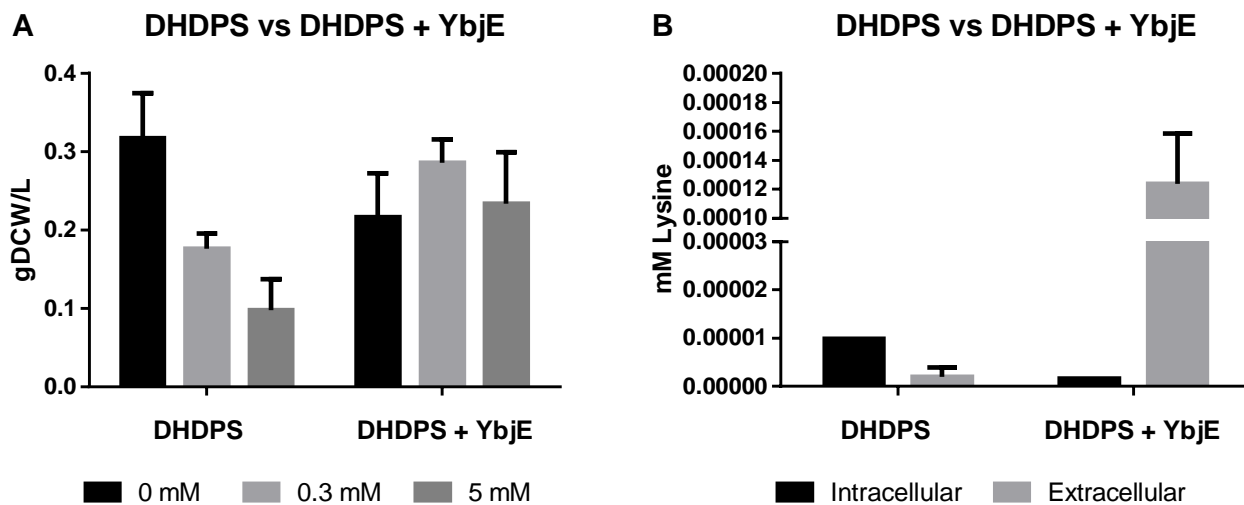 A
DHDPS vs DHDPS + YbjE
gDCW/L
0.4
0.3
0.2
0.1
0.0
DHDPS
DHDPS + YbjE
0 mM
0.3 mM
5 mM
B
DHDPS vs DHDPS + YbjE
mM Lysine
0.00020
0.00018
0.00016
0.00014
0.00012
0.00010
0.00003
0.00002
0.00001
0.00000
DHDPS
DHDPS + YbjE
Intracellular
Extracellular